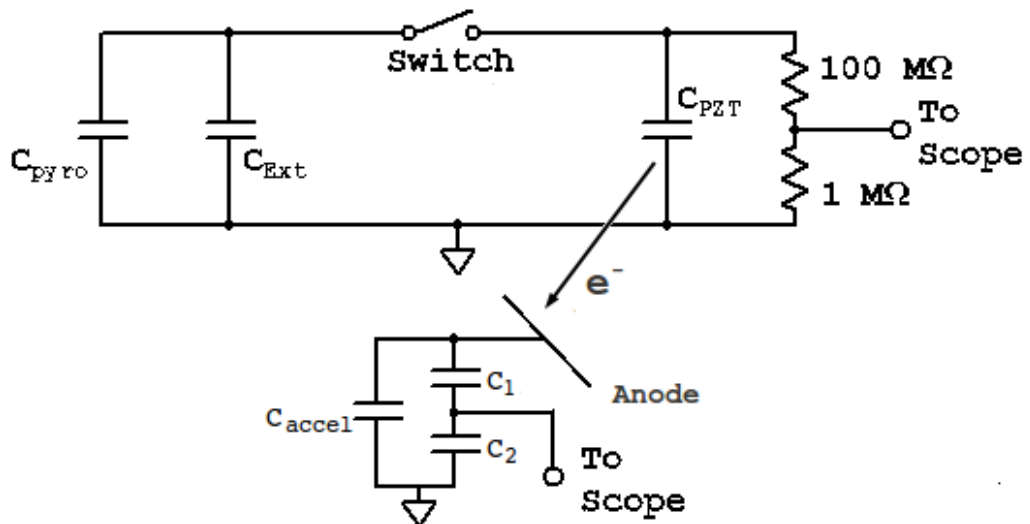 Switch
100 MΩ
C_PZT
To
Scope
C_pyro
C_Ext
1 MΩ
e⁻
C_1
Anode
C_accel
C_2
To
Scope